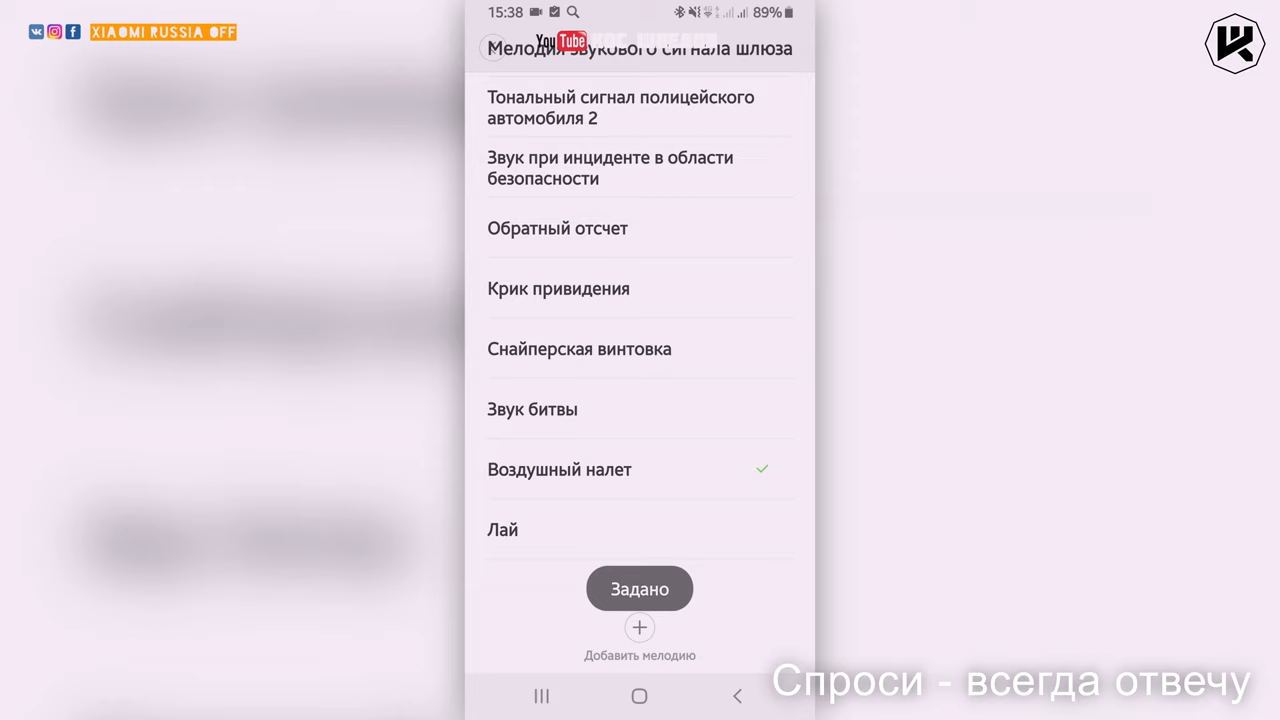 XIAOMI RUSSIA OFF
15:38
89%
YouTube
Мелодия звукового сигнала шлюза
Тональный сигнал полицейского
автомобиля 2
Звук при инциденте в области
безопасности
Обратный отсчет
Крик привидения
Снайперская винтовка
Звук битвы
Воздушный налет
Лай
Задано
Добавить мелодию
Спроси - всегда отвечу